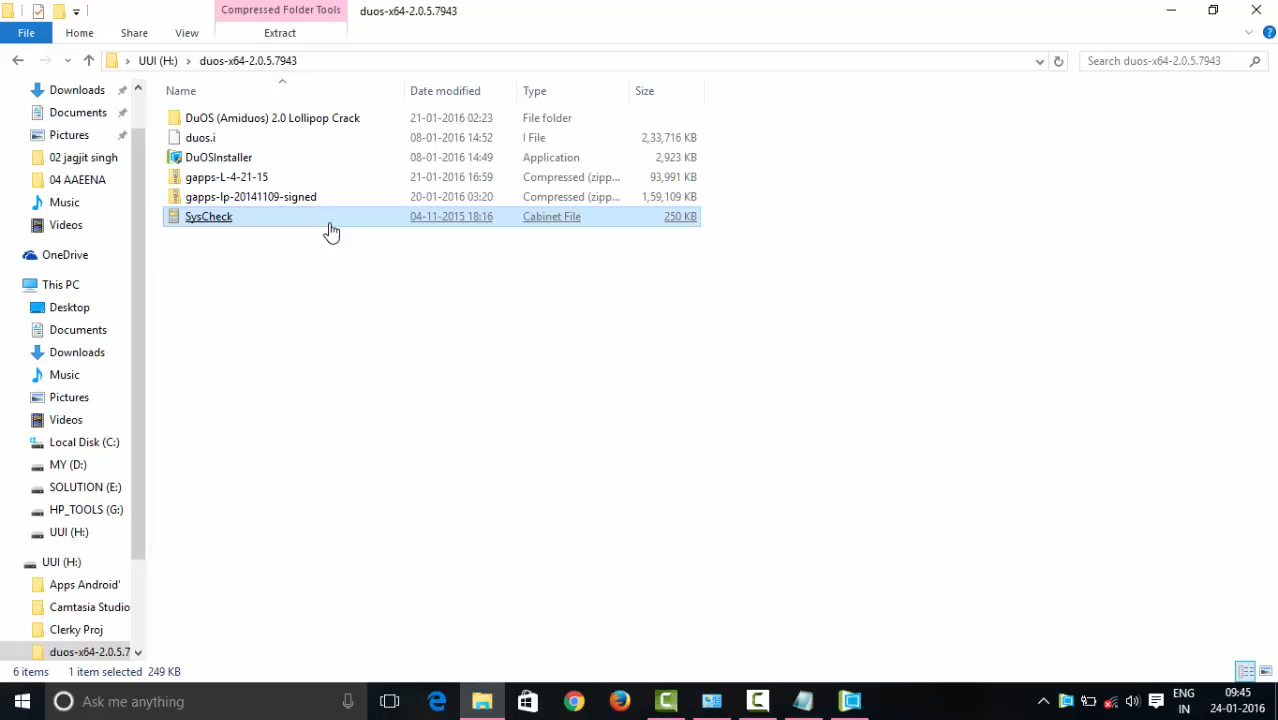 Compressed Folder Tools duos-x64-2.0.5.7943
File Home Share View Extract
UUI (H:) duos-x64-2.0.5.7943 Search duos-x64-2.0.5.7943
Name Date modified Type Size
DuOS (Amiduos) 2.0 Lollipop Crack 21-01-2016 02:23 File folder
duos.i 08-01-2016 14:52 I File 2,33,716 KB
DuOSInstaller 08-01-2016 14:49 Application 2,923 KB
gapps-L-4-21-15 21-01-2016 16:59 Compressed (zipp... 93,991 KB
gapps-lp-20141109-signed 20-01-2016 03:20 Compressed (zipp... 1,59,109 KB
SysCheck 04-11-2015 18:16 Cabinet File 250 KB
Downloads
Documents
Pictures
02 jagjit singh
04 AAEENA
Music
Videos
OneDrive
This PC
Desktop
Documents
Downloads
Music
Pictures
Videos
Local Disk (C:)
MY (D:)
SOLUTION (E:)
HP_TOOLS (G:)
UUI (H:)
UUI (H:)
Apps Android'
Camtasia Studio
Clerky Proj
duos-x64-2.0.5.7
6 items 1 item selected 249 KB
Ask me anything
ENG 09:45
IN 24-01-2016